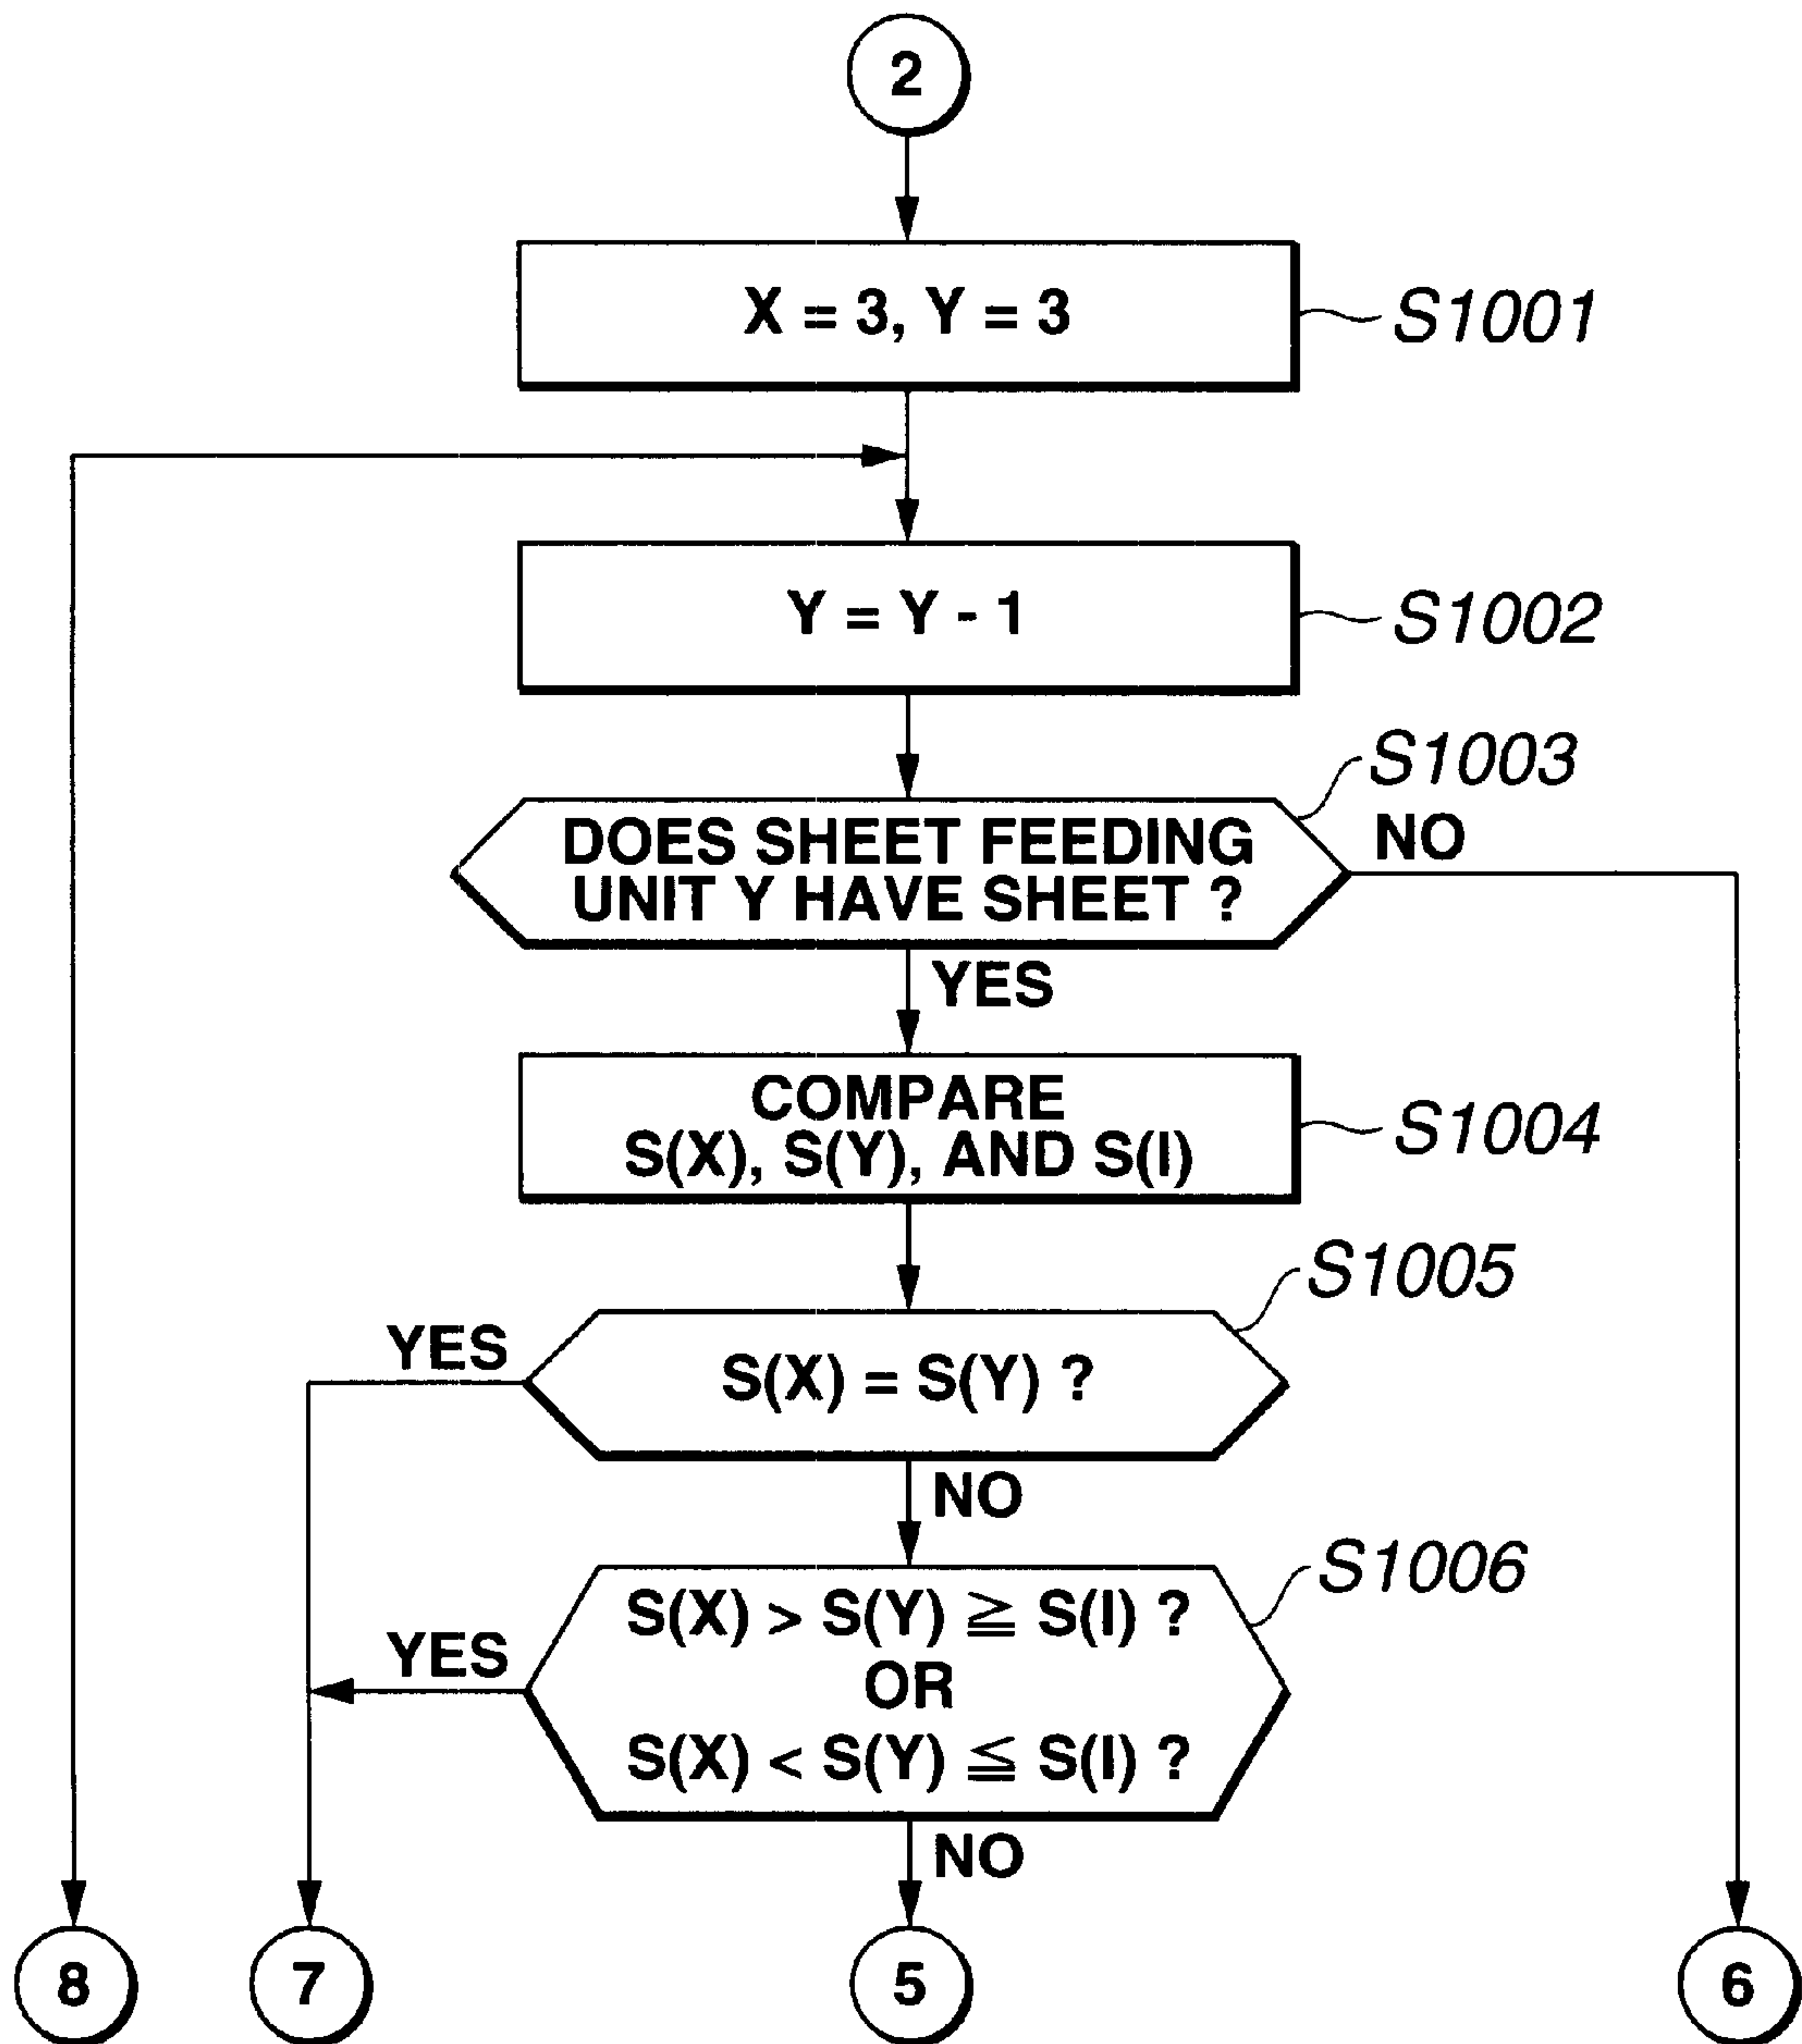 2
X = 3, Y = 3
S1001
Y = Y - 1
S1002
S1003
DOES SHEET FEEDING
UNIT Y HAVE SHEET ?
NO
YES
COMPARE
S(X), S(Y), AND S(I)
S1004
S1005
YES
S(X) = S(Y) ?
NO
S1006
S(X) > S(Y) ≧ S(I) ?
YES
OR
S(X) < S(Y) ≦ S(I) ?
NO
8
7
5
6